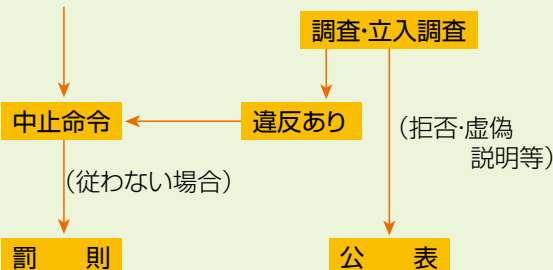 調査･立入調査
中止命令
違反あり
（拒否･虚偽
説明等）
（従わない場合）
罰　則
公　表